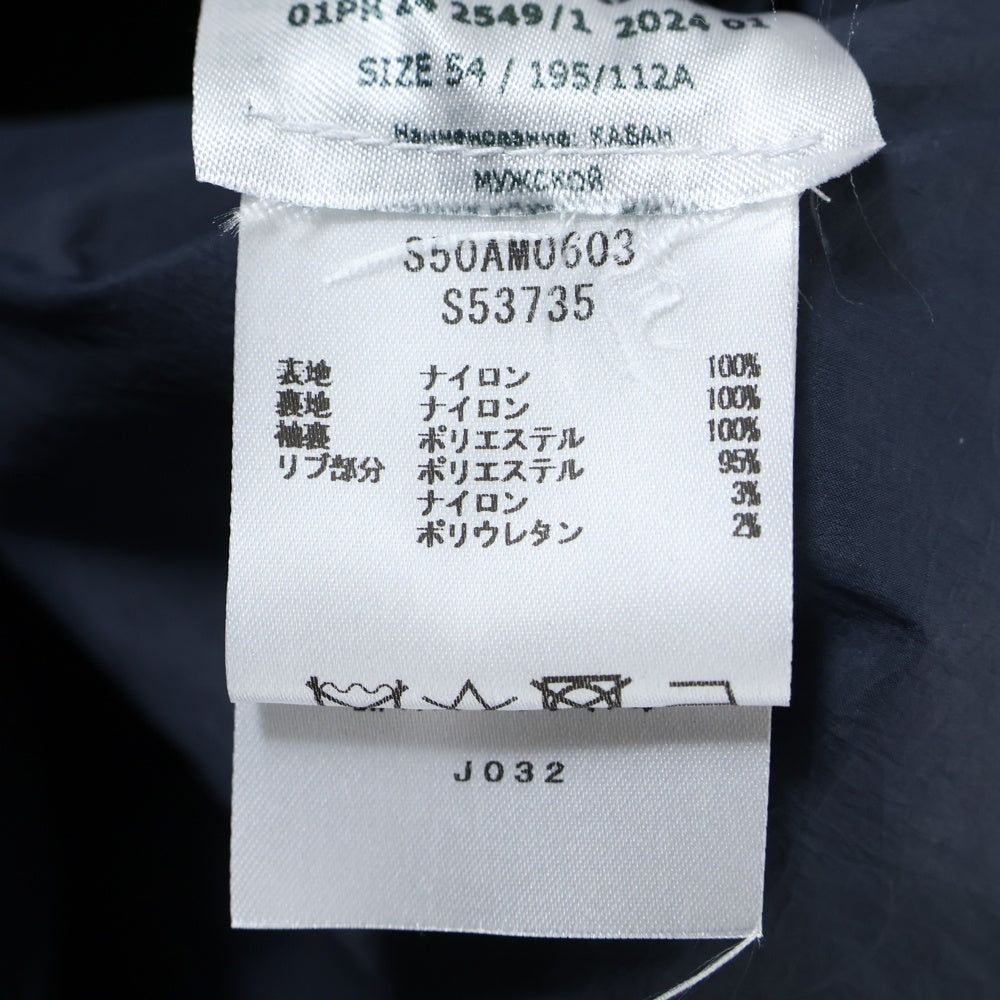 2549/1 2024 01
SIZE 54 / 195/112A
Наименование: КАБАН
МУЖСКОЙ
S50AM0603
S53735
表地 ナイロン 100%
裏地 ナイロン 100%
袖裏 ポリエステル 100%
リブ部分 ポリエステル 95%
ナイロン 3%
ポリウレタン 2%
J032